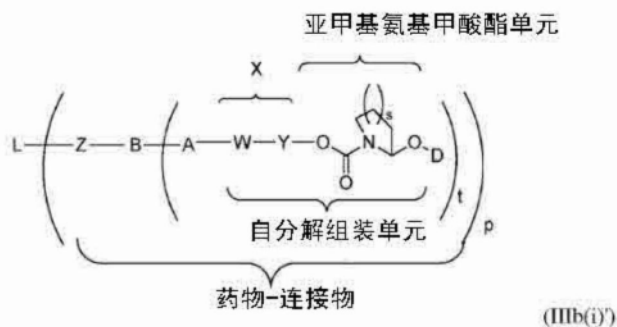 亚甲基氨基甲酸酯单元
X
L Z B A W Y O N s O D
O
t
p
自分解组装单元
药物-连接物
(IIIb(i)')